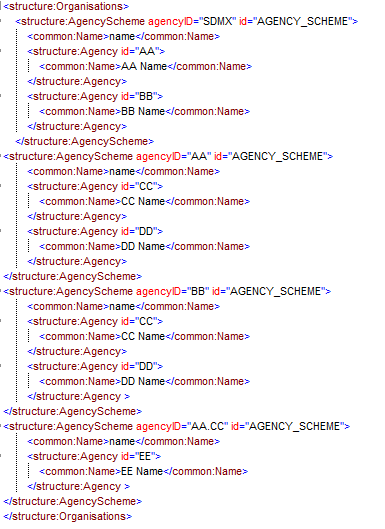 <structure:Organisations>
<structure:AgencyScheme agencyID="SDMX" id="AGENCY_SCHEME">
<common:Name>name</common:Name>
<structure:Agency id="AA">
<common:Name>AA Name</common:Name>
</structure:Agency>
<structure:Agency id="BB">
<common:Name>BB Name</common:Name>
</structure:Agency>
</structure:AgencyScheme>
<structure:AgencyScheme agencyID="AA" id="AGENCY_SCHEME">
<common:Name>name</common:Name>
<structure:Agency id="CC">
<common:Name>CC Name</common:Name>
</structure:Agency>
<structure:Agency id="DD">
<common:Name>DD Name</common:Name>
</structure:Agency>
</structure:AgencyScheme>
<structure:AgencyScheme agencyID="BB" id="AGENCY_SCHEME">
<common:Name>name</common:Name>
<structure:Agency id="CC">
<common:Name>CC Name</common:Name>
</structure:Agency>
<structure:Agency id="DD">
<common:Name>DD Name</common:Name>
</structure:Agency >
</structure:AgencyScheme>
<structure:AgencyScheme agencyID="AA.CC" id="AGENCY_SCHEME">
<common:Name>name</common:Name>
<structure:Agency id="EE">
<common:Name>EE Name</common:Name>
</structure:Agency >
</structure:AgencyScheme>
</structure:Organisations>